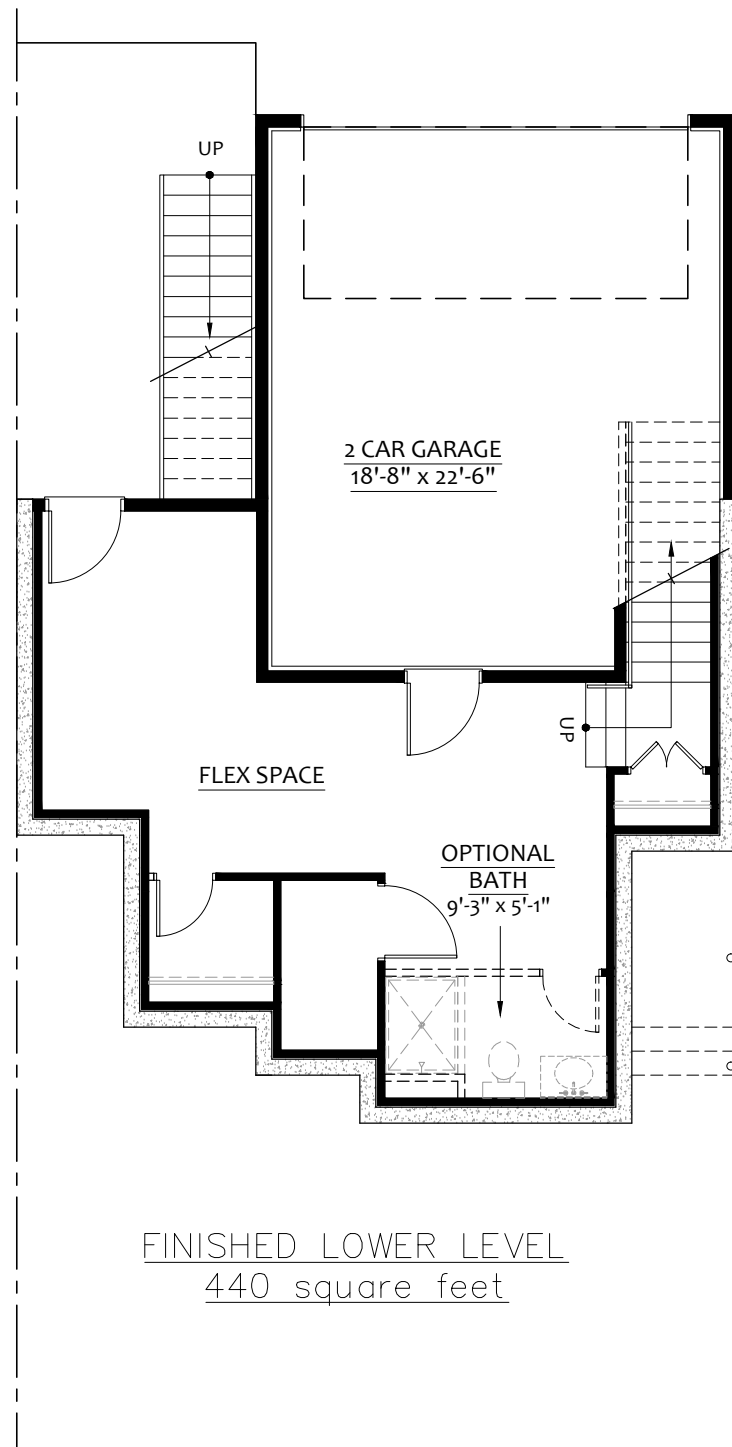 UP
2 CAR GARAGE
18'-8" x 22'-6"
UP
FLEX SPACE
OPTIONAL
BATH
9'-3" x 5'-1"
FINISHED LOWER LEVEL
440 square feet